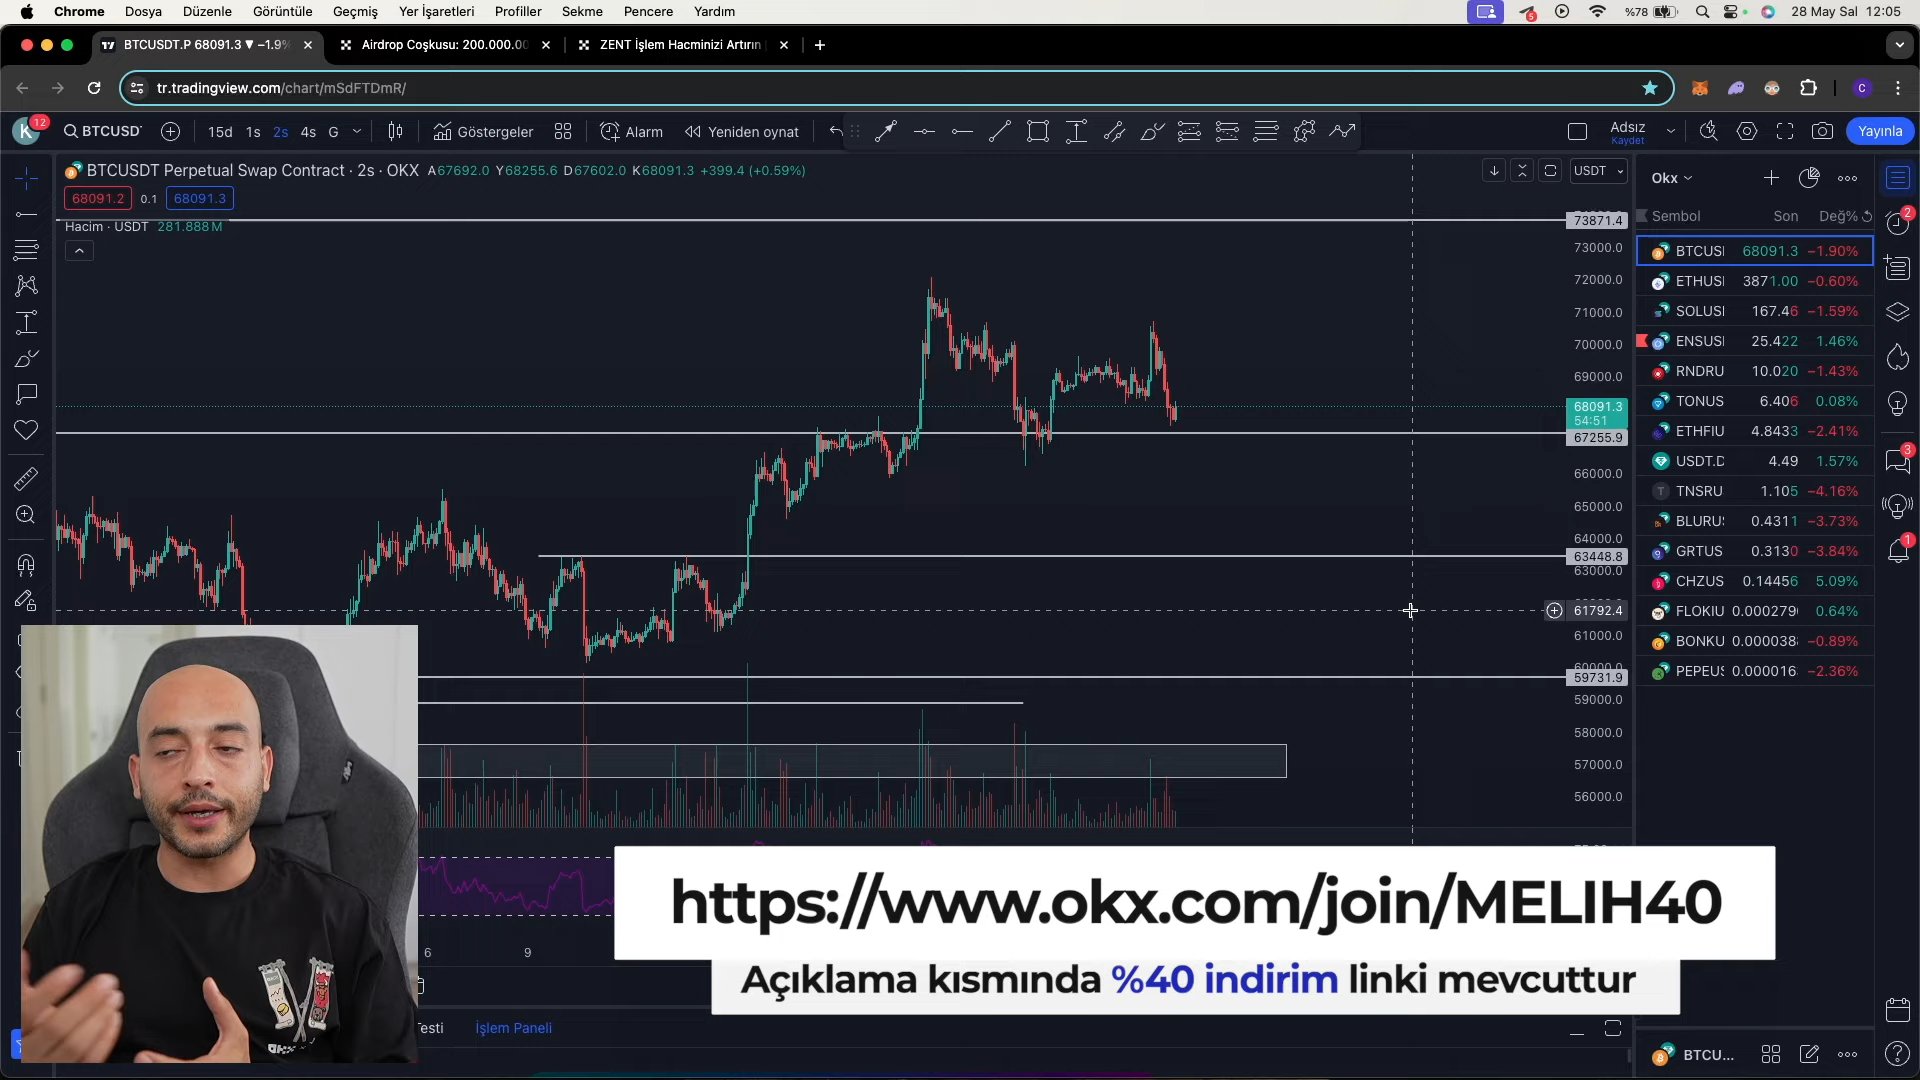 Chrome Dosya Düzenle Görüntüle Geçmiş Yer İşaretleri Profiller Sekme Pencere Yardım %78 28 May Sal 12:05
BTCUSDT.P 68091.3 ▼ −1.9% Airdrop Coşkusu: 200.000.00 ZENT İşlem Hacminizi Artırın
tr.tradingview.com/chart/mSdFTDmR/
K 12 BTCUSD 15d 1s 2s 4s G Göstergeler Alarm Yeniden oynat Adsız Kaydet Yayınla
BTCUSDT Perpetual Swap Contract · 2s · OKX A67692.0 Y68255.6 D67602.0 K68091.3 +399.4 (+0.59%) USDT
68091.2 0.1 68091.3
Hacim · USDT 281.888 M
73871.4
73000.0
72000.0
71000.0
70000.0
69000.0
68091.3
54:51
67255.9
66000.0
65000.0
64000.0
63448.8
63000.0
61792.4
61000.0
60000.0
59731.9
59000.0
58000.0
57000.0
56000.0
Okx
Sembol Son Değ%
BTCUS 68091.3 −1.90%
ETHUS 3871.00 −0.60%
SOLUS 167.46 −1.59%
ENSUS 25.422 1.46%
RNDRU 10.020 −1.43%
TONUS 6.406 0.08%
ETHFIU 4.8433 −2.41%
USDT.D 4.49 1.57%
TNSRU 1.105 −4.16%
BLURU 0.4311 −3.73%
GRTUS 0.3130 −3.84%
CHZUS 0.14456 5.09%
FLOKIU 0.000279 0.64%
BONKU 0.000038 −0.89%
PEPEUS 0.000016 −2.36%
6 9
https://www.okx.com/join/MELIH40
Açıklama kısmında %40 indirim linki mevcuttur
Testi İşlem Paneli
BTCU...